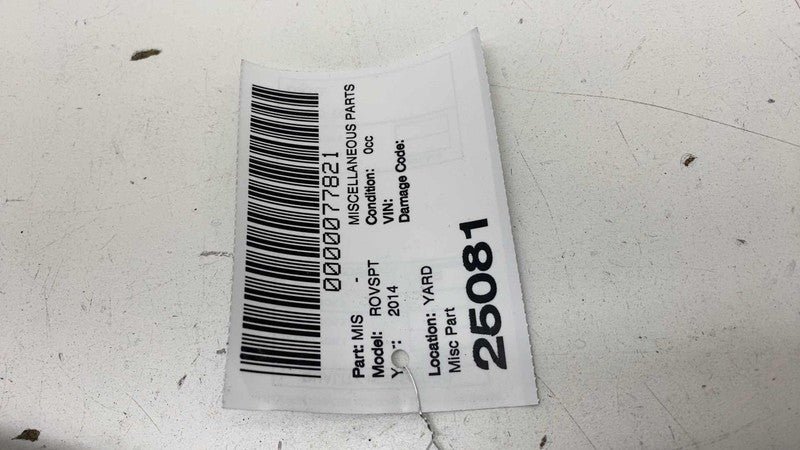 0000077821
Part: MIS - MISCELLANEOUS PARTS
Model: ROVSPT Condition: 0cc
2014 VIN:
Damage Code:
Location: YARD
Misc Part
25081